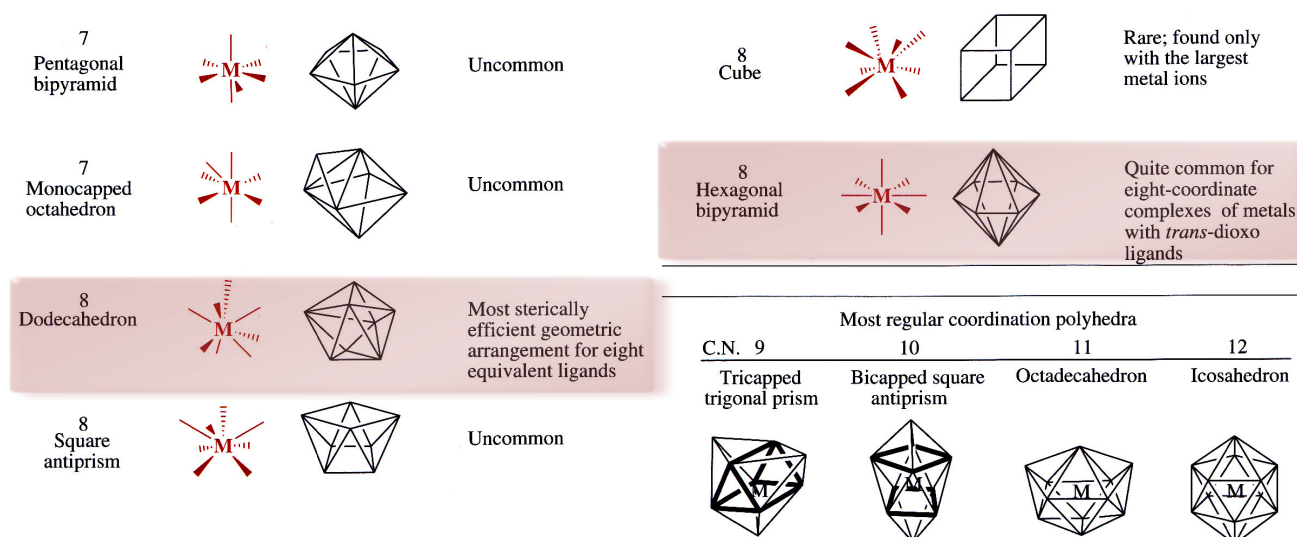 7
Pentagonal
bipyramid
M
Uncommon
7
Monocapped
octahedron
M
Uncommon
8
Dodecahedron
M
Most sterically
efficient geometric
arrangement for eight
equivalent ligands
8
Square
antiprism
M
Uncommon
8
Cube
M
Rare; found only
with the largest
metal ions
8
Hexagonal
bipyramid
M
Quite common for
eight-coordinate
complexes of metals
with trans-dioxo
ligands
Most regular coordination polyhedra
C.N. 9 10 11 12
Tricapped
trigonal prism
Bicapped square
antiprism
Octadecahedron
Icosahedron
M M M M